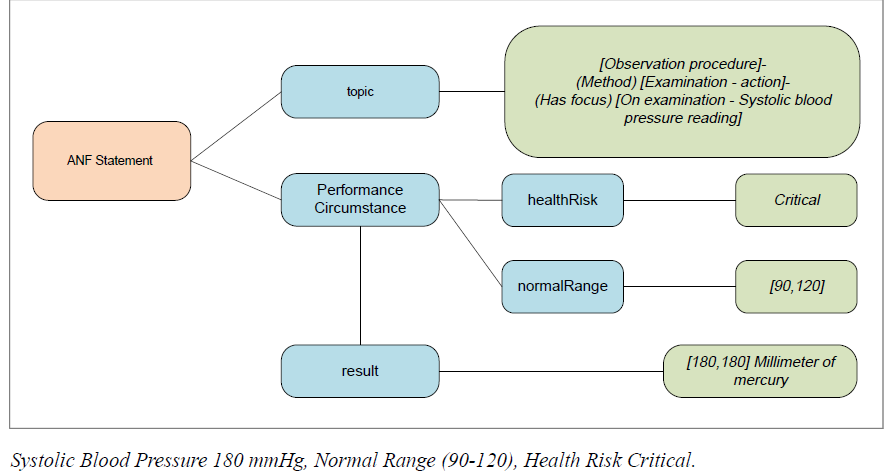 [Observation procedure]-
(Method) [Examination - action]-
(Has focus) [On examination - Systolic blood
pressure reading]
topic
ANF Statement
Performance
Circumstance
healthRisk
Critical
normalRange
[90,120]
result
[180,180] Millimeter of
mercury
Systolic Blood Pressure 180 mmHg, Normal Range (90-120), Health Risk Critical.